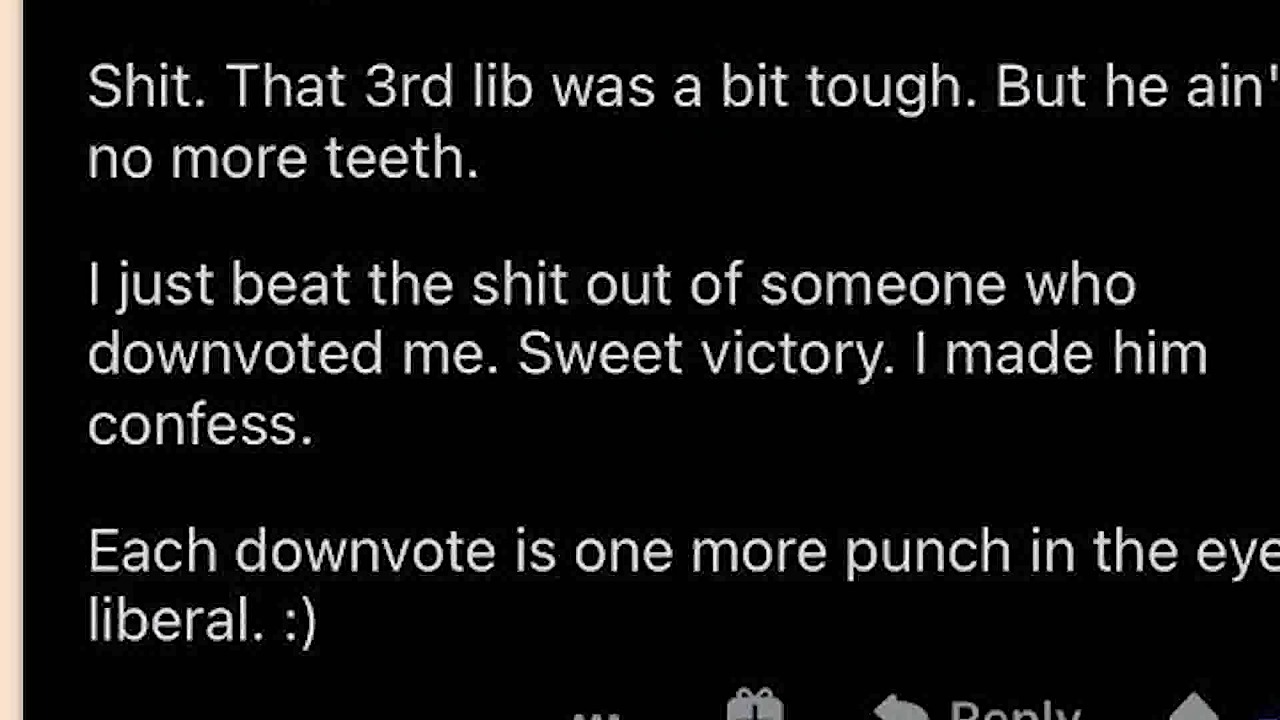 Shit. That 3rd lib was a bit tough. But he ain'
no more teeth.
I just beat the shit out of someone who
downvoted me. Sweet victory. I made him
confess.
Each downvote is one more punch in the eye
liberal. :)
Reply